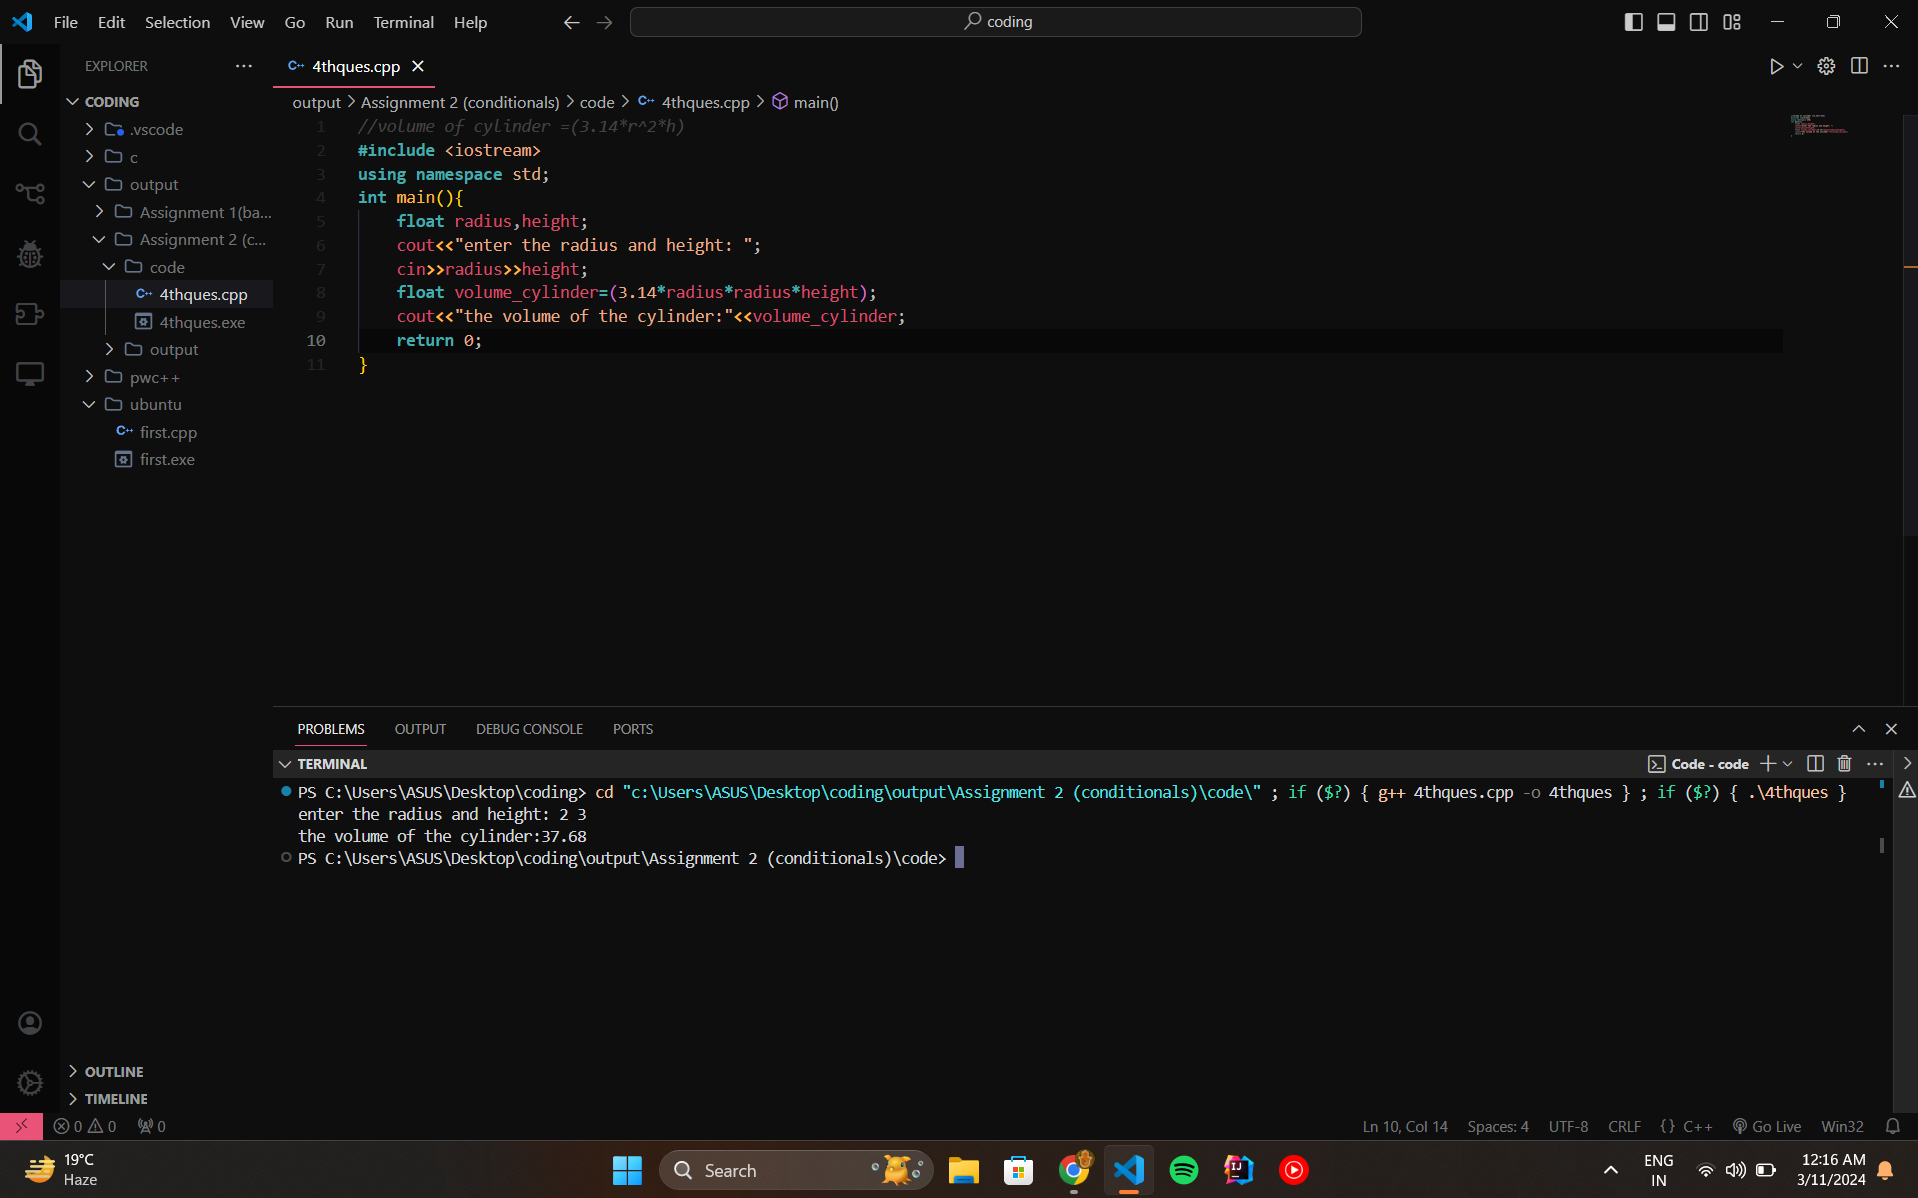 File Edit Selection View Go Run Terminal Help
coding
EXPLORER
4thques.cpp
CODING
output > Assignment 2 (conditionals) > code > 4thques.cpp > main()
.vscode
c
output
Assignment 1(ba...
Assignment 2 (c...
code
4thques.cpp
4thques.exe
output
pwc++
ubuntu
first.cpp
first.exe
1 //volume of cylinder =(3.14*r^2*h)
2 #include <iostream>
3 using namespace std;
4 int main(){
5 float radius,height;
6 cout<<"enter the radius and height: ";
7 cin>>radius>>height;
8 float volume_cylinder=(3.14*radius*radius*height);
9 cout<<"the volume of the cylinder:"<<volume_cylinder;
10 return 0;
11 }
PROBLEMS OUTPUT DEBUG CONSOLE PORTS
TERMINAL
Code - code
PS C:\Users\ASUS\Desktop\coding> cd "c:\Users\ASUS\Desktop\coding\output\Assignment 2 (conditionals)\code\" ; if ($?) { g++ 4thques.cpp -o 4thques } ; if ($?) { .\4thques }
enter the radius and height: 2 3
the volume of the cylinder:37.68
PS C:\Users\ASUS\Desktop\coding\output\Assignment 2 (conditionals)\code>
OUTLINE
TIMELINE
0 0 0
Ln 10, Col 14 Spaces: 4 UTF-8 CRLF {} C++ Go Live Win32
19°C
Haze
Search
ENG
IN
12:16 AM
3/11/2024